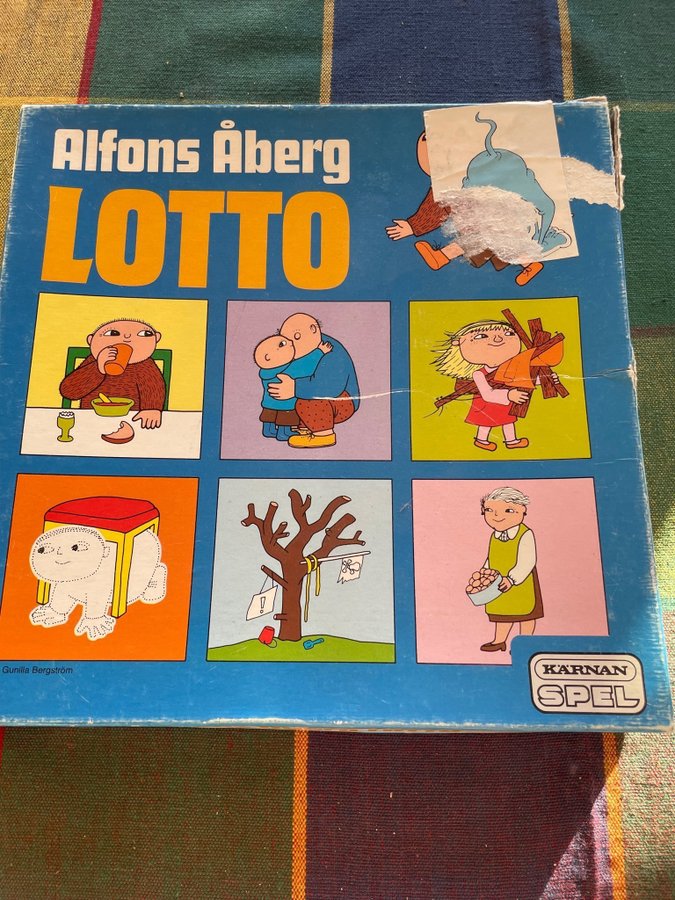 Alfons Åberg
LOTTO
!
Gunilla Bergström
KÄRNAN
SPEL